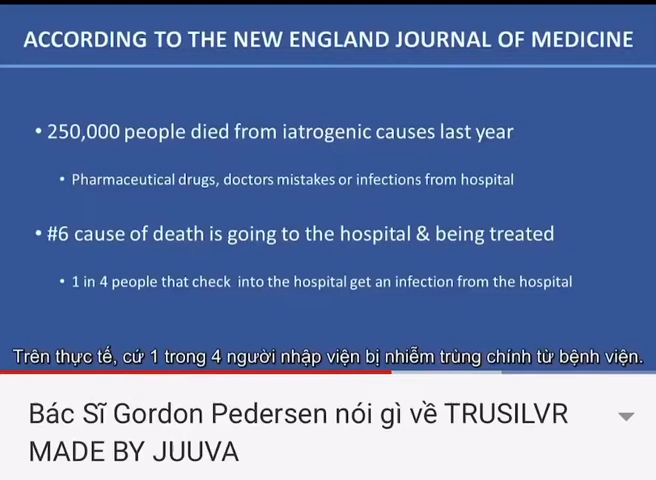 ACCORDING TO THE NEW ENGLAND JOURNAL OF MEDICINE
• 250,000 people died from iatrogenic causes last year
• Pharmaceutical drugs, doctors mistakes or infections from hospital
• #6 cause of death is going to the hospital & being treated
• 1 in 4 people that check into the hospital get an infection from the hospital
Trên thực tế, cứ 1 trong 4 người nhập viện bị nhiễm trùng chính từ bệnh viện.
Bác Sĩ Gordon Pedersen nói gì về TRUSILVR
MADE BY JUUVA